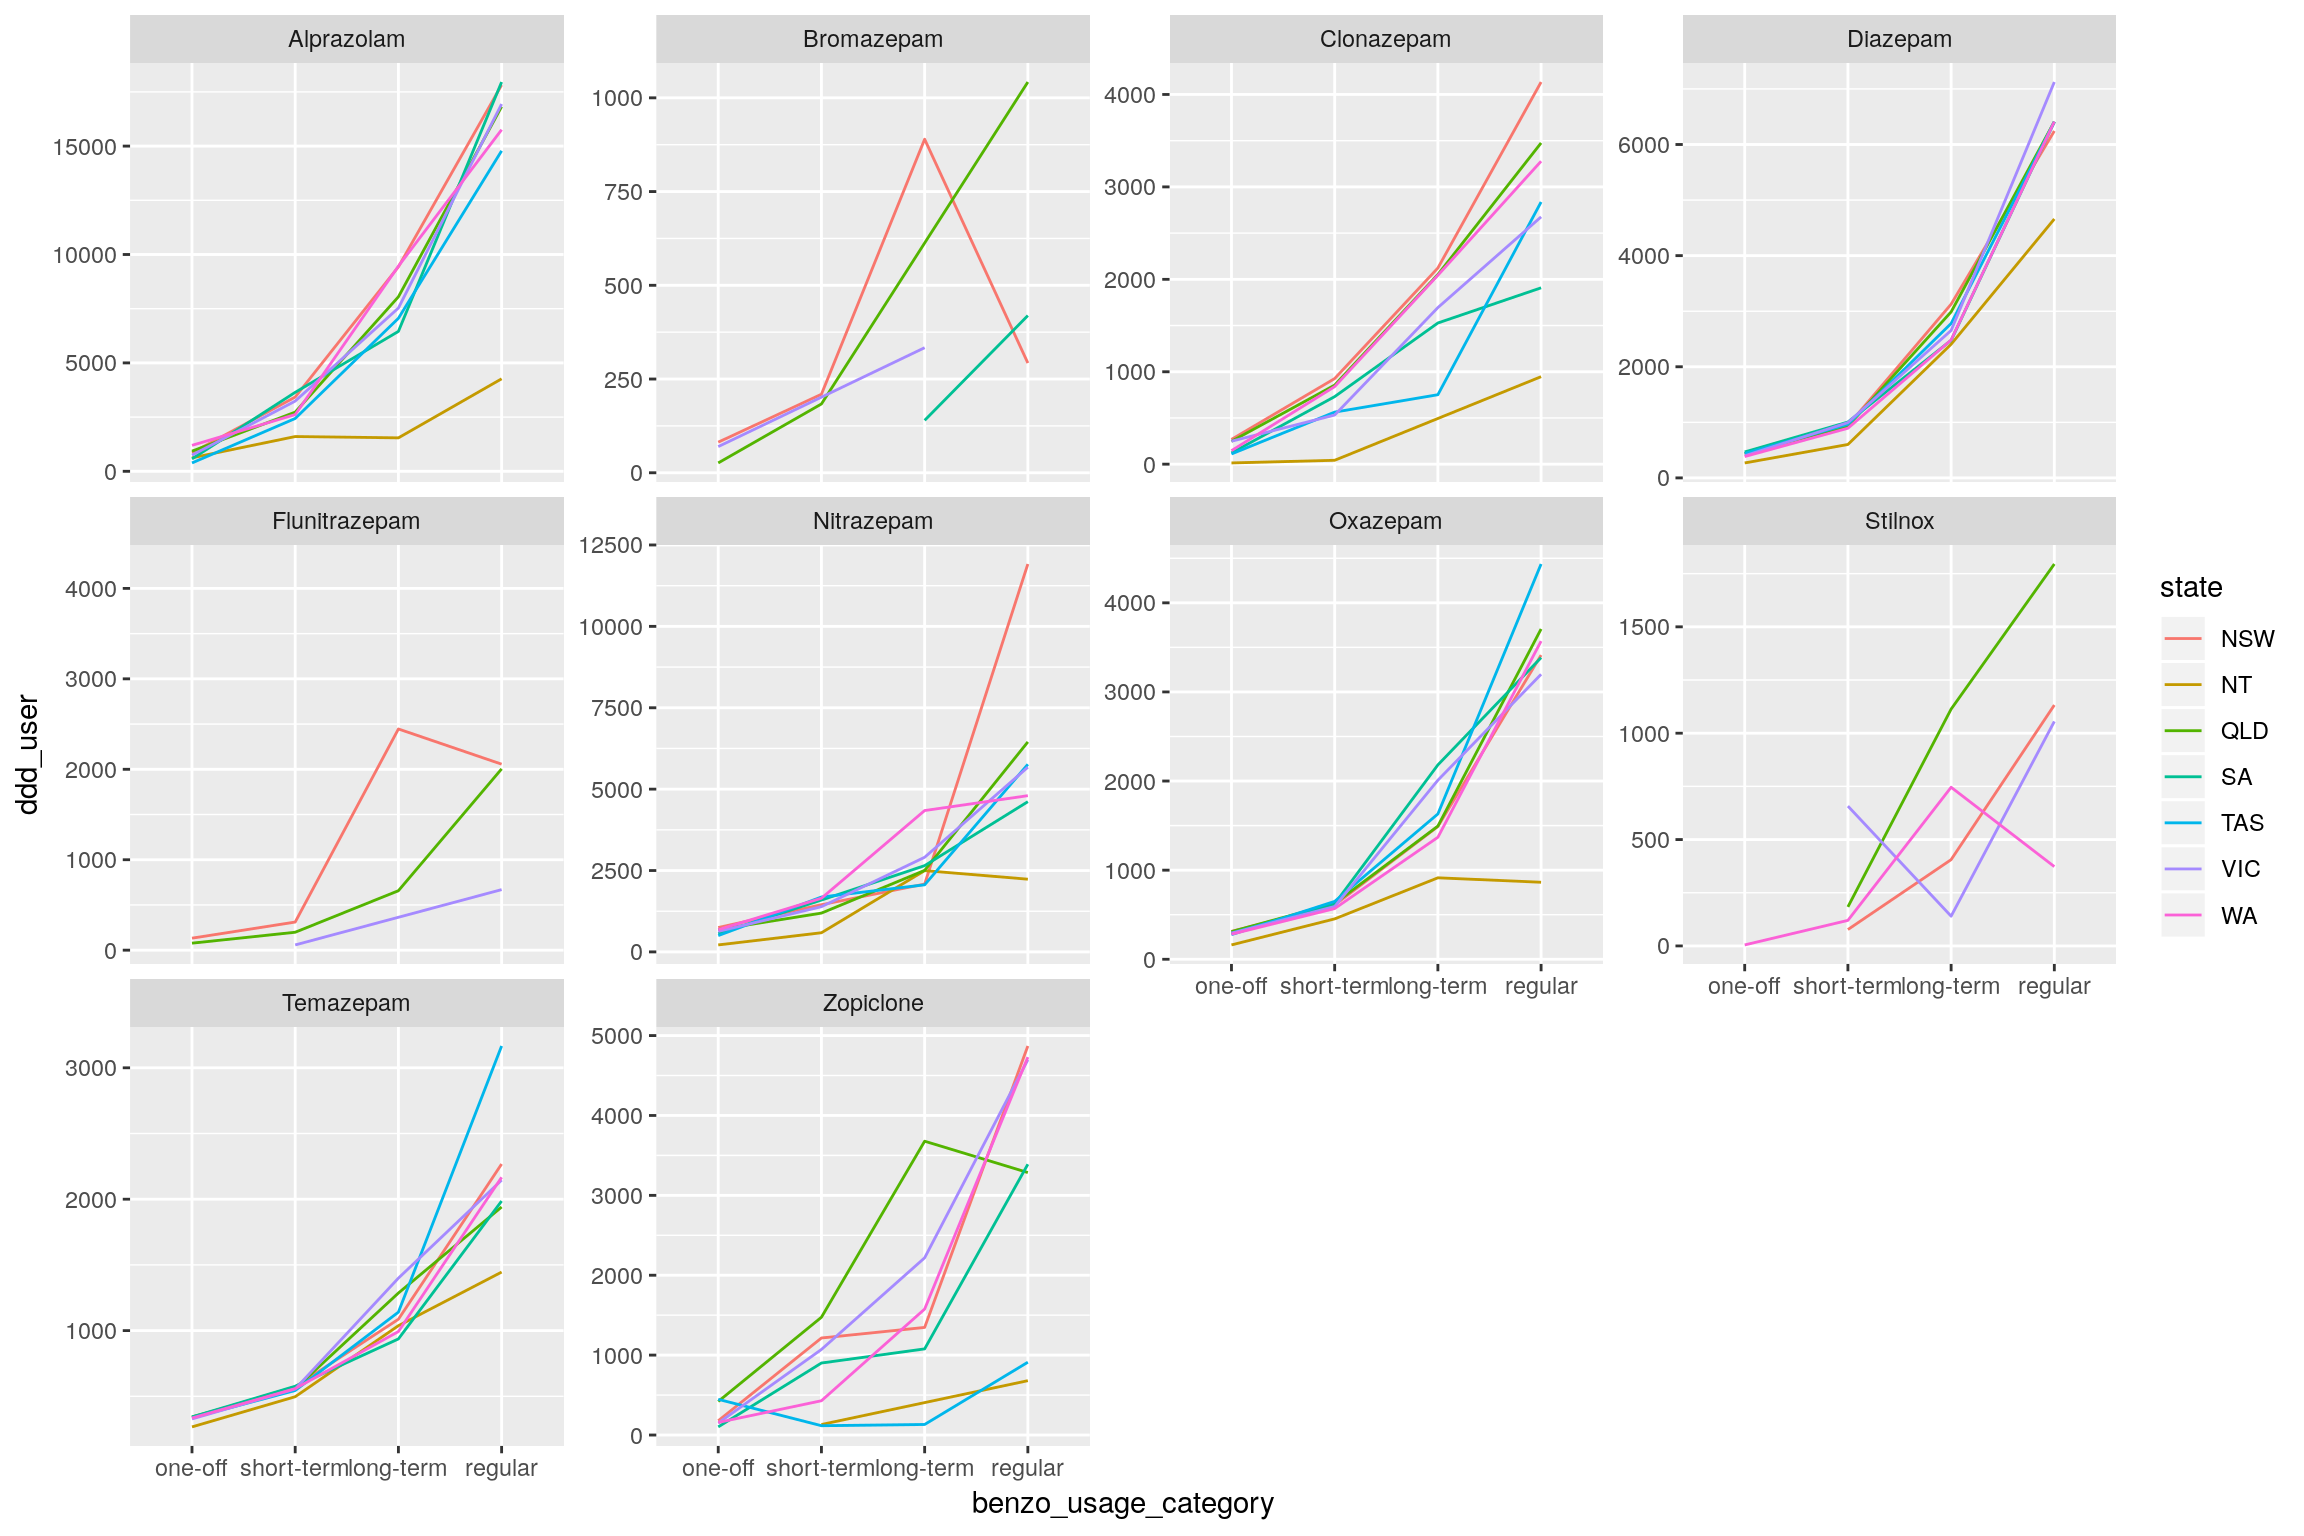 Alprazolam
15000
10000
5000
0
Bromazepam
1000
750
500
250
0
Clonazepam
4000
3000
2000
1000
0
Diazepam
6000
4000
2000
0
Flunitrazepam
4000
3000
2000
1000
0
Nitrazepam
12500
10000
7500
5000
2500
0
Oxazepam
4000
3000
2000
1000
0
one-off short-term long-term regular
Stilnox
1500
1000
500
0
one-off short-term long-term regular
Temazepam
3000
2000
1000
one-off short-term long-term regular
Zopiclone
5000
4000
3000
2000
1000
0
one-off short-term long-term regular
ddd_user
benzo_usage_category
state
NSW
NT
QLD
SA
TAS
VIC
WA